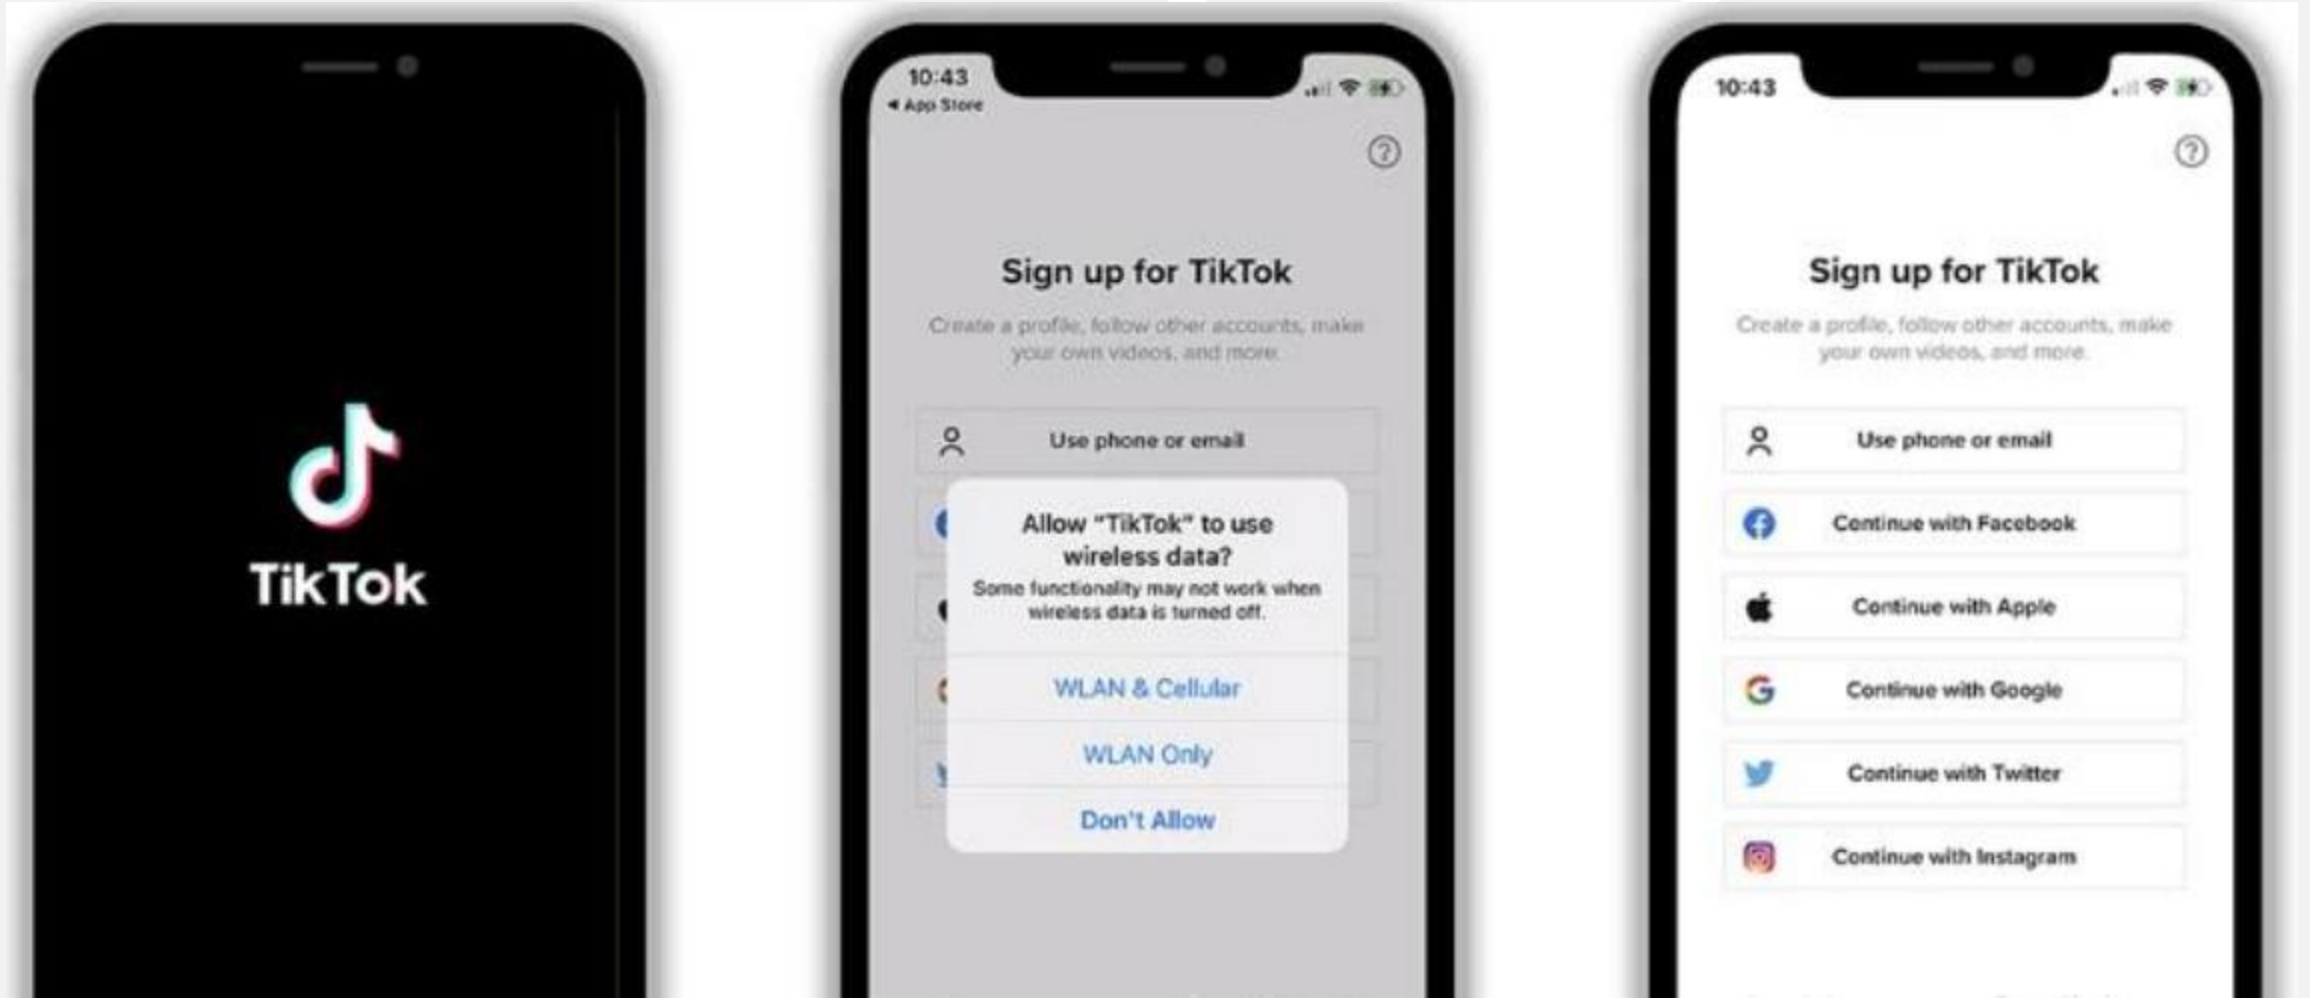 TikTok
10:43
◄ App Store
?
Sign up for TikTok
Create a profile, follow other accounts, make
your own videos, and more.
Use phone or email
Allow “TikTok” to use
wireless data?
Some functionality may not work when
wireless data is turned off.
WLAN & Cellular
WLAN Only
Don't Allow
10:43
?
Sign up for TikTok
Create a profile, follow other accounts, make
your own videos, and more.
Use phone or email
Continue with Facebook
Continue with Apple
Continue with Google
Continue with Twitter
Continue with Instagram